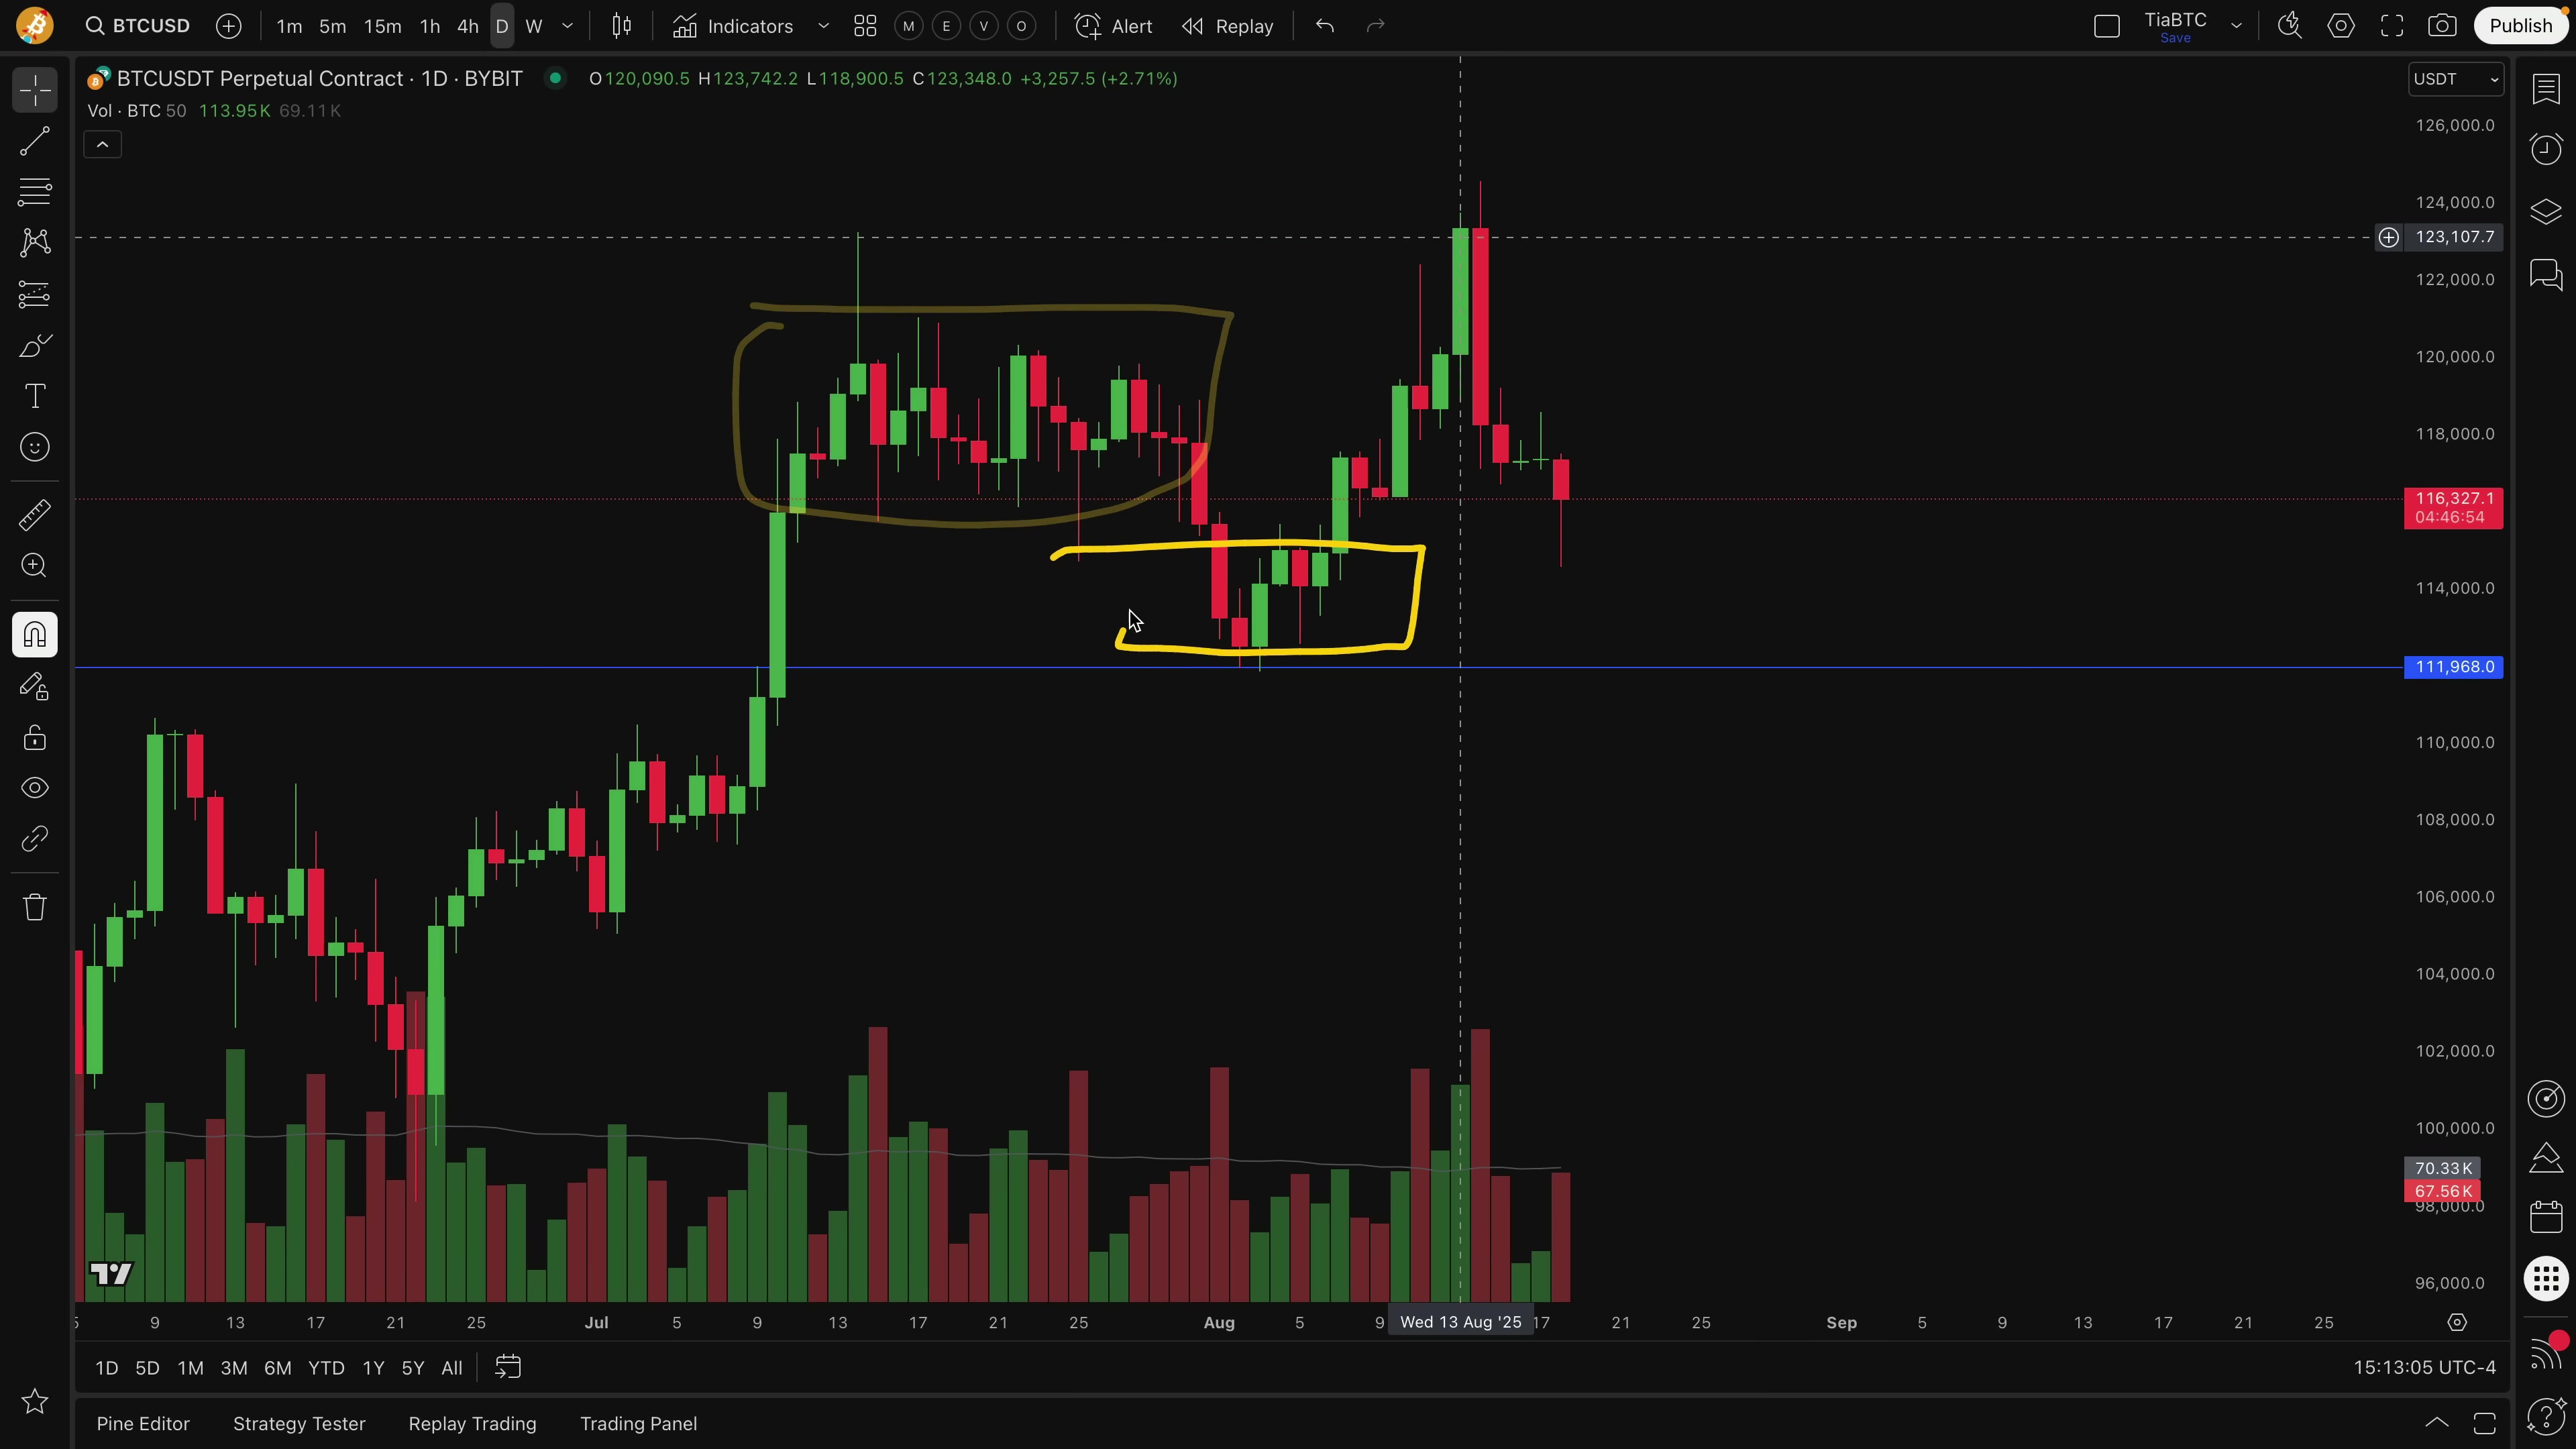 BTCUSD 1m 5m 15m 1h 4h D W Indicators M E V O Alert Replay TiaBTC Save Publish
BTCUSDT Perpetual Contract · 1D · BYBIT O120,090.5 H123,742.2 L118,900.5 C123,348.0 +3,257.5 (+2.71%) USDT
Vol · BTC 50 113.95K 69.11K
126,000.0
124,000.0
123,107.7
122,000.0
120,000.0
118,000.0
116,327.1
04:46:54
114,000.0
111,968.0
110,000.0
108,000.0
106,000.0
104,000.0
102,000.0
100,000.0
70.33K
67.56K
98,000.0
96,000.0
9 13 17 21 25 Jul 5 9 13 17 21 25 Aug 5 9 Wed 13 Aug '25 17 21 25 Sep 5 9 13 17 21 25
1D 5D 1M 3M 6M YTD 1Y 5Y All 15:13:05 UTC-4
Pine Editor Strategy Tester Replay Trading Trading Panel